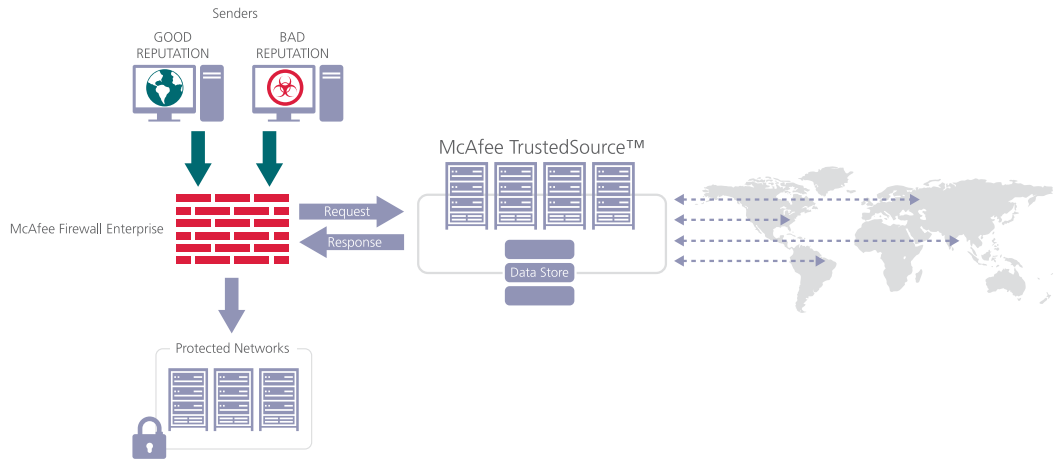 Senders
GOOD
REPUTATION
BAD
REPUTATION
McAfee TrustedSource™
McAfee Firewall Enterprise
Request
Response
Data Store
Protected Networks